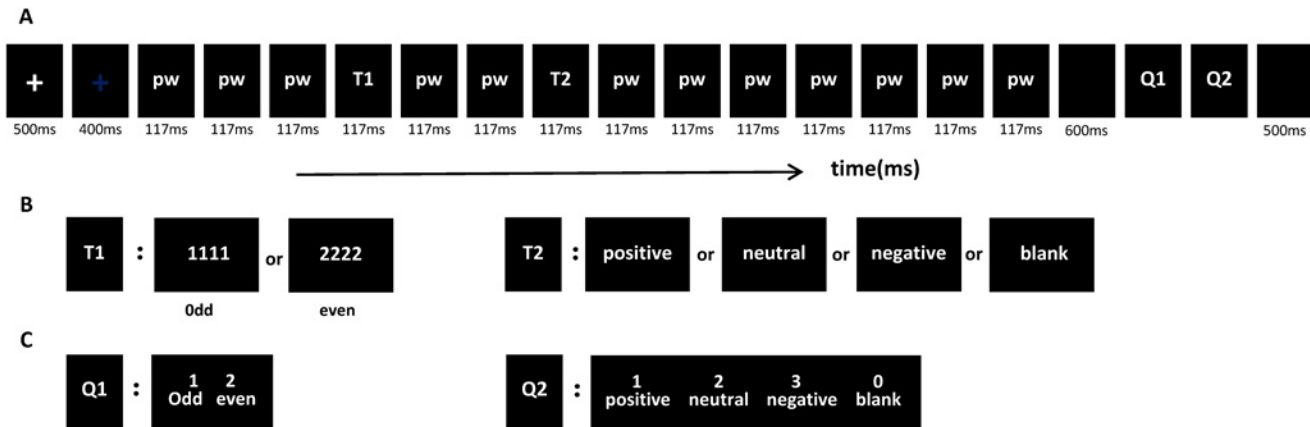 A
+ + pw pw pw T1 pw pw T2 pw pw pw pw pw pw pw Q1 Q2
500ms 400ms 117ms 117ms 117ms 117ms 117ms 117ms 117ms 117ms 117ms 117ms 117ms 117ms 117ms 117ms 600ms 500ms
time(ms)
B
T1 : 1111 or 2222 T2 : positive or neutral or negative or blank
0dd even
C
Q1 : 1 2 Q2 : 1 2 3 0
Odd even positive neutral negative blank